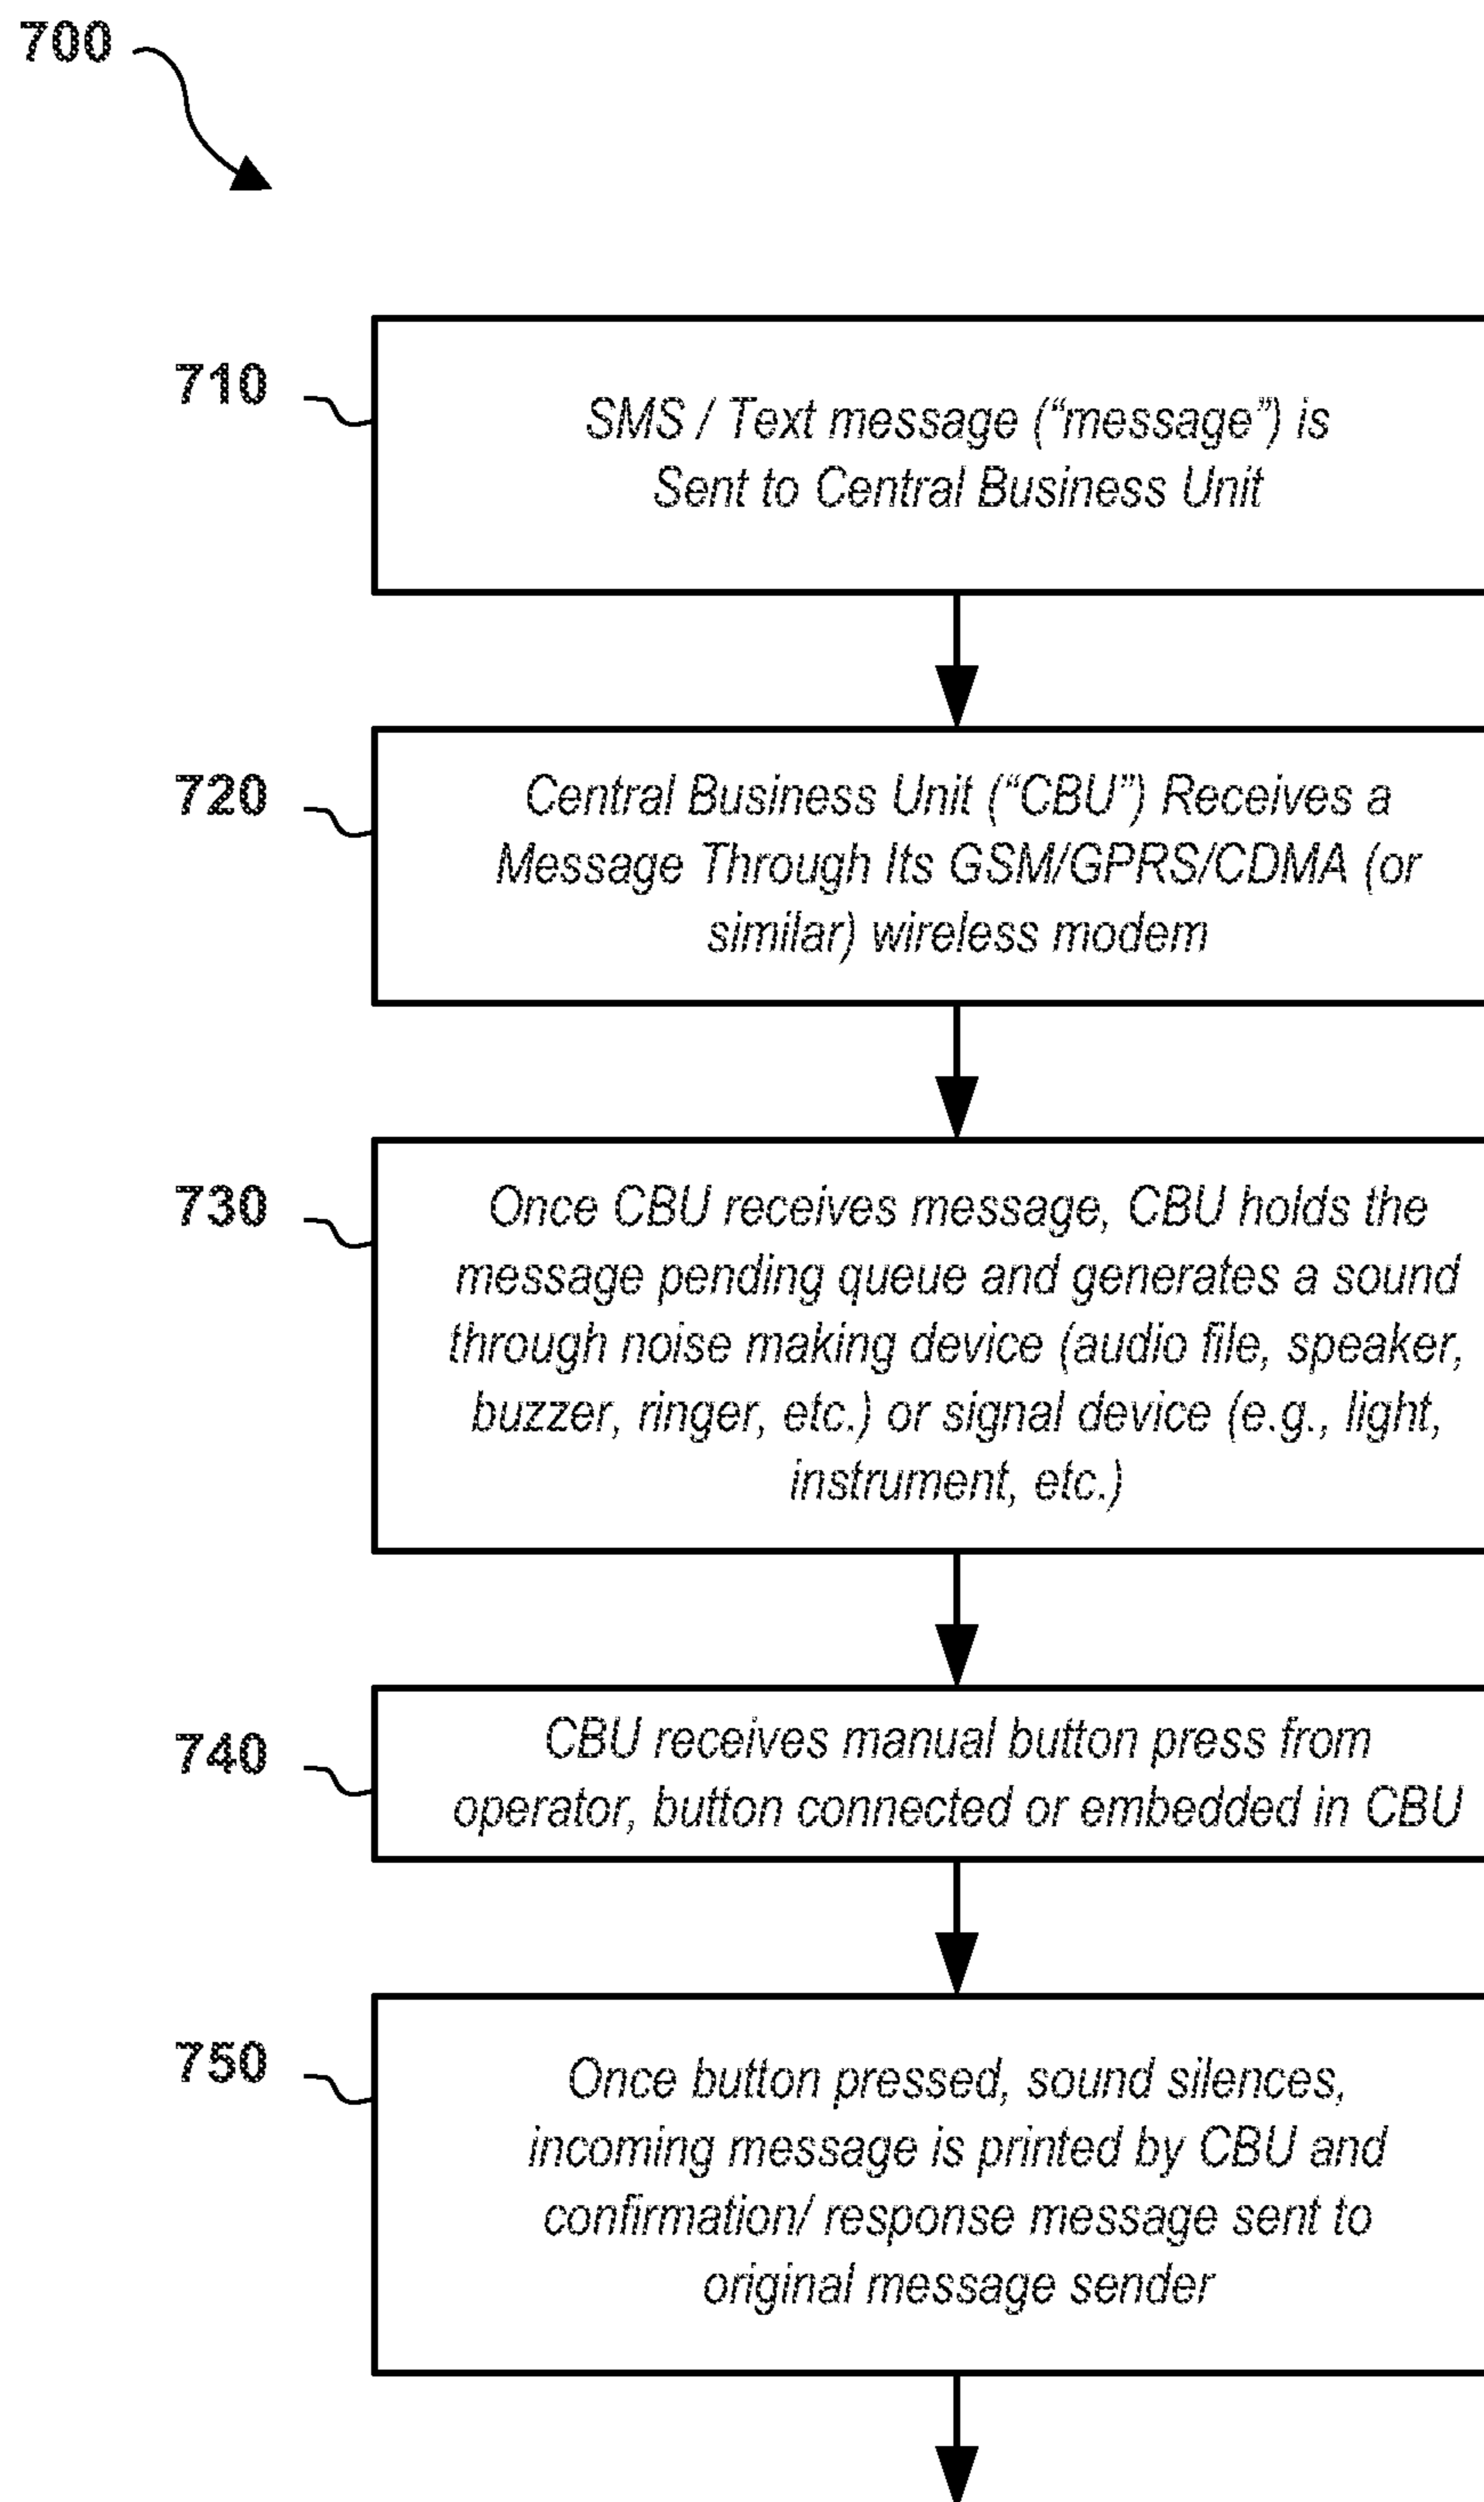 700
710
SMS / Text message (“message”) is
Sent to Central Business Unit
720
Central Business Unit (“CBU”) Receives a
Message Through Its GSM/GPRS/CDMA (or
similar) wireless modem
730
Once CBU receives message, CBU holds the
message pending queue and generates a sound
through noise making device (audio file, speaker,
buzzer, ringer, etc.) or signal device (e.g., light,
instrument, etc.)
740
CBU receives manual button press from
operator, button connected or embedded in CBU
750
Once button pressed, sound silences,
incoming message is printed by CBU and
confirmation/ response message sent to
original message sender